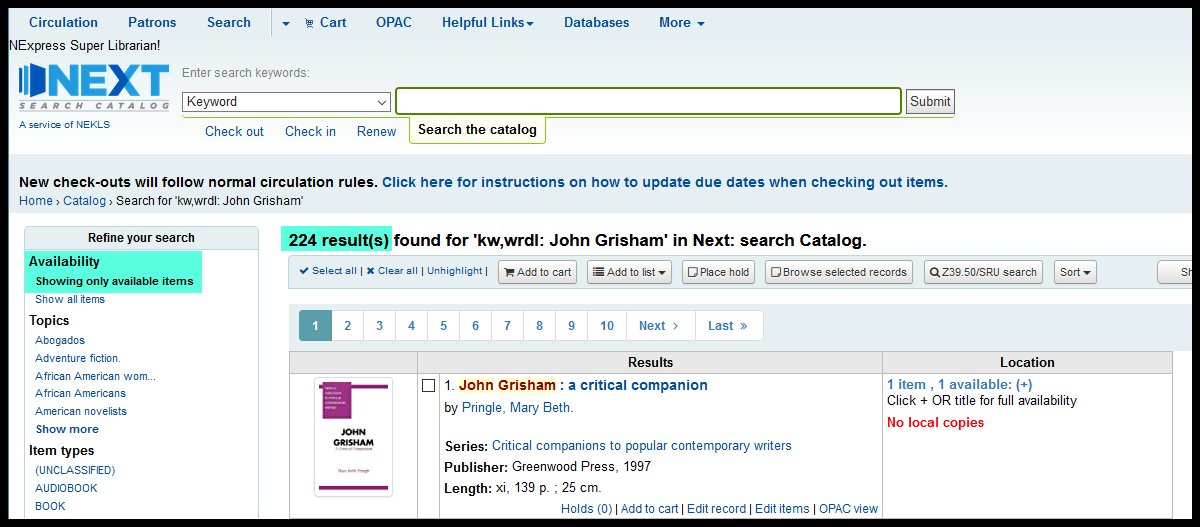 Circulation Patrons Search Cart OPAC Helpful Links Databases More
NExpress Super Librarian!
NEXT
SEARCH CATALOG
A service of NEKLS
Enter search keywords:
Keyword Submit
Check out Check in Renew Search the catalog
New check-outs will follow normal circulation rules. Click here for instructions on how to update due dates when checking out items.
Home › Catalog › Search for 'kw,wrdl: John Grisham'
Refine your search
Availability
Showing only available items
Show all items
Topics
Abogados
Adventure fiction.
African American wom...
African Americans
American novelists
Show more
Item types
(UNCLASSIFIED)
AUDIOBOOK
BOOK
224 result(s) found for 'kw,wrdl: John Grisham' in Next: search Catalog.
Select all | Clear all | Unhighlight | Add to cart Add to list Place hold Browse selected records Z39.50/SRU search Sort Sh
1 2 3 4 5 6 7 8 9 10 Next › Last »
Results Location
JOHN
GRISHAM
A Critical Companion
Mary Beth Pringle
1. John Grisham : a critical companion
by Pringle, Mary Beth.
Series: Critical companions to popular contemporary writers
Publisher: Greenwood Press, 1997
Length: xi, 139 p. ; 25 cm.
Holds (0) | Add to cart | Edit record | Edit items | OPAC view
1 item , 1 available: (+)
Click + OR title for full availability
No local copies